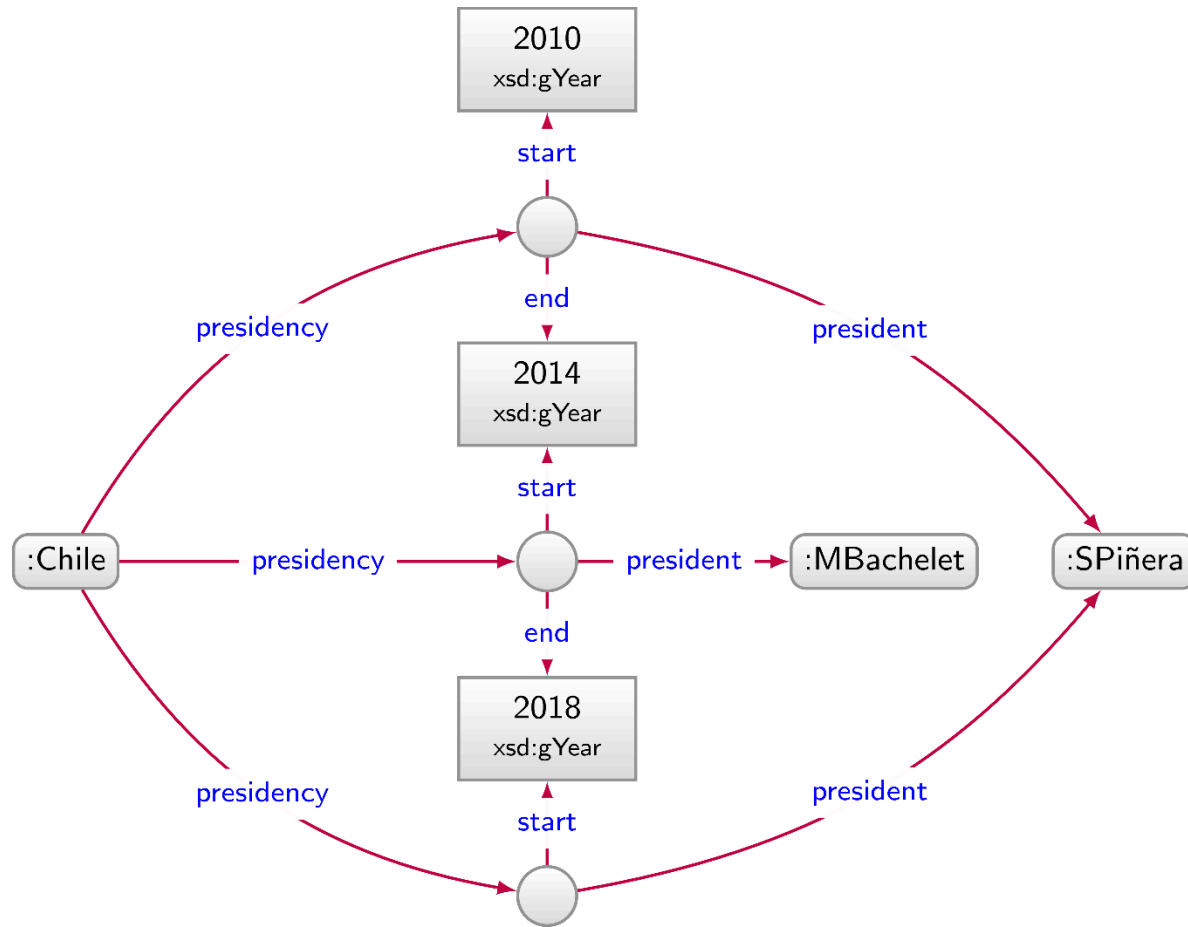 2010
xsd:gYear
start
end
presidency
president
2014
xsd:gYear
start
:Chile
presidency
president
:MBachelet
:SPiñera
end
2018
xsd:gYear
presidency
president
start